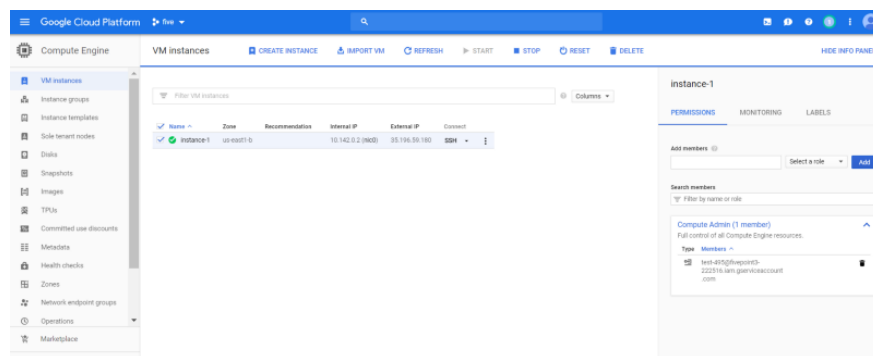 Google Cloud Platform
five
Compute Engine
VM instances
CREATE INSTANCE
IMPORT VM
REFRESH
START
STOP
RESET
DELETE
HIDE INFO PANE
VM instances
Instance groups
Instance templates
Sole tenant nodes
Disks
Snapshots
Images
TPUs
Committed use discounts
Metadata
Health checks
Zones
Network endpoint groups
Operations
Marketplace
Filter VM instances
Columns
Name Zone Recommendation Internal IP External IP Connect
instance-1 us-east1-b 10.142.0.2 (nic0) 35.196.59.180 SSH
instance-1
PERMISSIONS MONITORING LABELS
Add members
Select a role
Add
Search members
Filter by name or role
Compute Admin (1 member)
Full control of all Compute Engine resources.
Type Members
test-495@fivepoint3-
222516.iam.gserviceaccount
.com